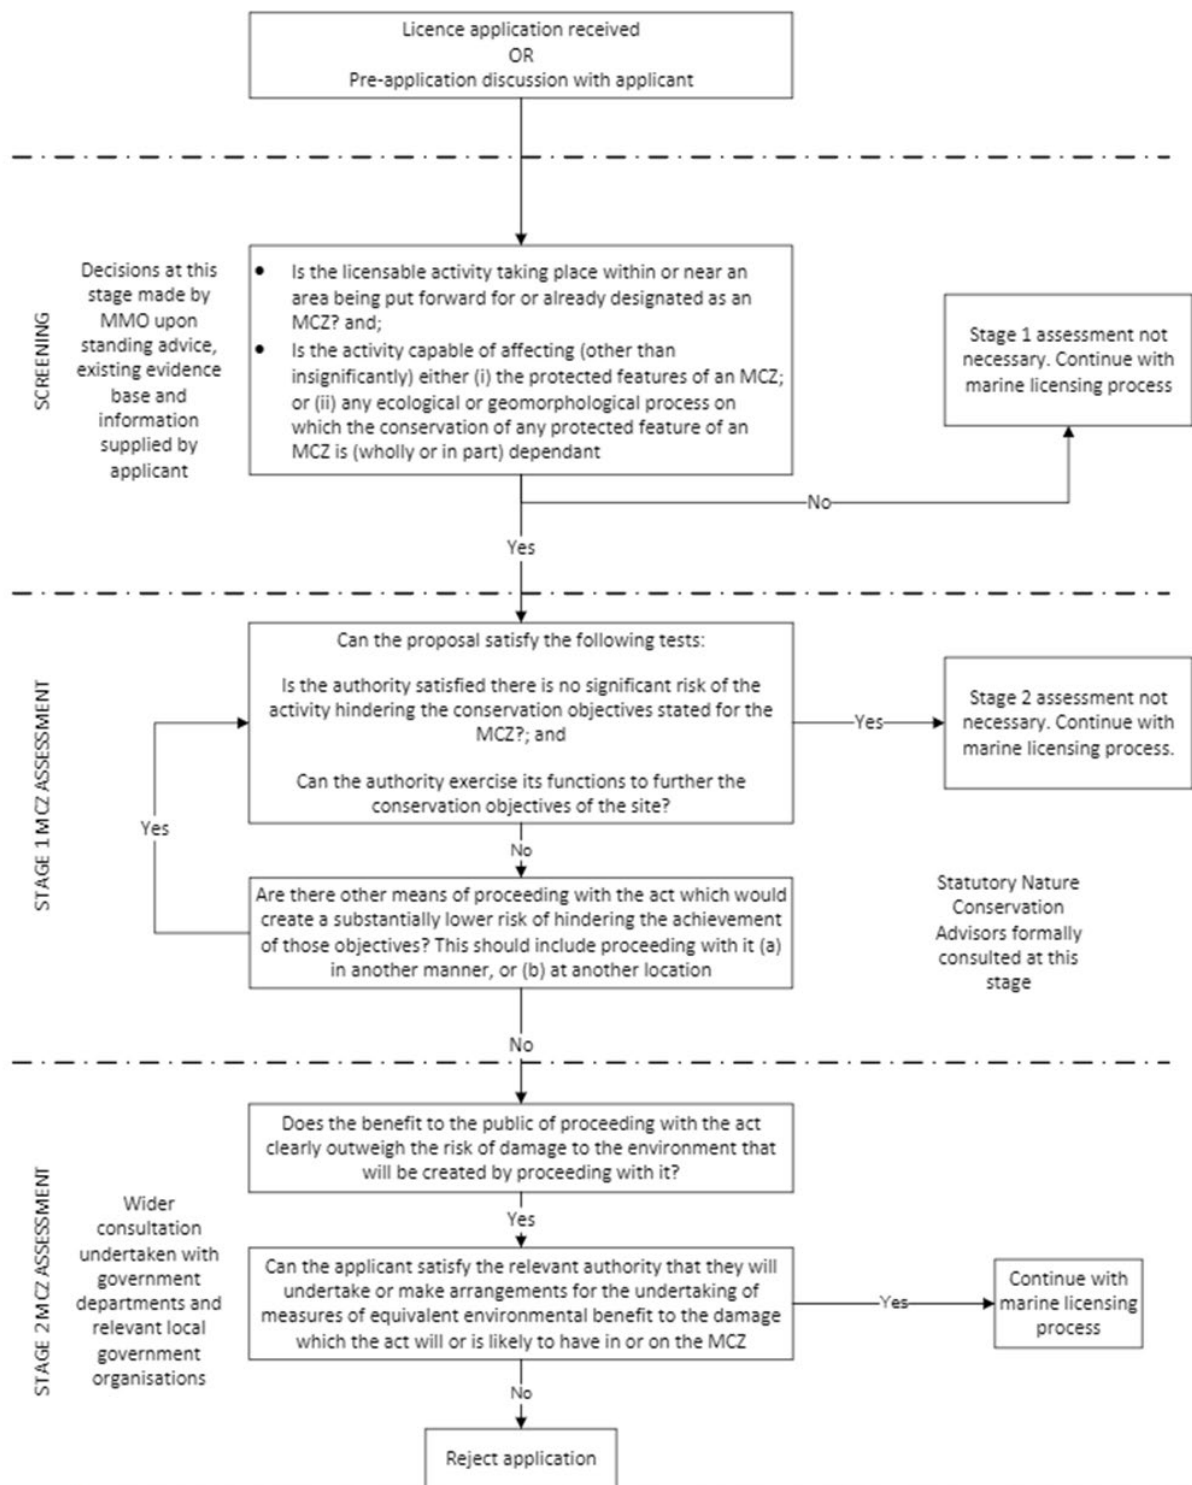 Licence application received
OR
Pre-application discussion with applicant
SCREENING
Decisions at this
stage made by
MMO upon
standing advice,
existing evidence
base and
information
supplied by
applicant
• Is the licensable activity taking place within or near an
area being put forward for or already designated as an
MCZ? and;
• Is the activity capable of affecting (other than
insignificantly) either (i) the protected features of an MCZ;
or (ii) any ecological or geomorphological process on
which the conservation of any protected feature of an
MCZ is (wholly or in part) dependant
Stage 1 assessment not
necessary. Continue with
marine licensing process
No
Yes
STAGE 1 MCZ ASSESSMENT
Can the proposal satisfy the following tests:
Is the authority satisfied there is no significant risk of the
activity hindering the conservation objectives stated for the
MCZ?; and
Can the authority exercise its functions to further the
conservation objectives of the site?
Yes
Stage 2 assessment not
necessary. Continue with
marine licensing process.
Yes
No
Are there other means of proceeding with the act which would
create a substantially lower risk of hindering the achievement
of those objectives? This should include proceeding with it (a)
in another manner, or (b) at another location
Statutory Nature
Conservation
Advisors formally
consulted at this
stage
No
STAGE 2 MCZ ASSESSMENT
Wider
consultation
undertaken with
government
departments and
relevant local
government
organisations
Does the benefit to the public of proceeding with the act
clearly outweigh the risk of damage to the environment that
will be created by proceeding with it?
Yes
Can the applicant satisfy the relevant authority that they will
undertake or make arrangements for the undertaking of
measures of equivalent environmental benefit to the damage
which the act will or is likely to have in or on the MCZ
Yes
Continue with
marine licensing
process
No
Reject application